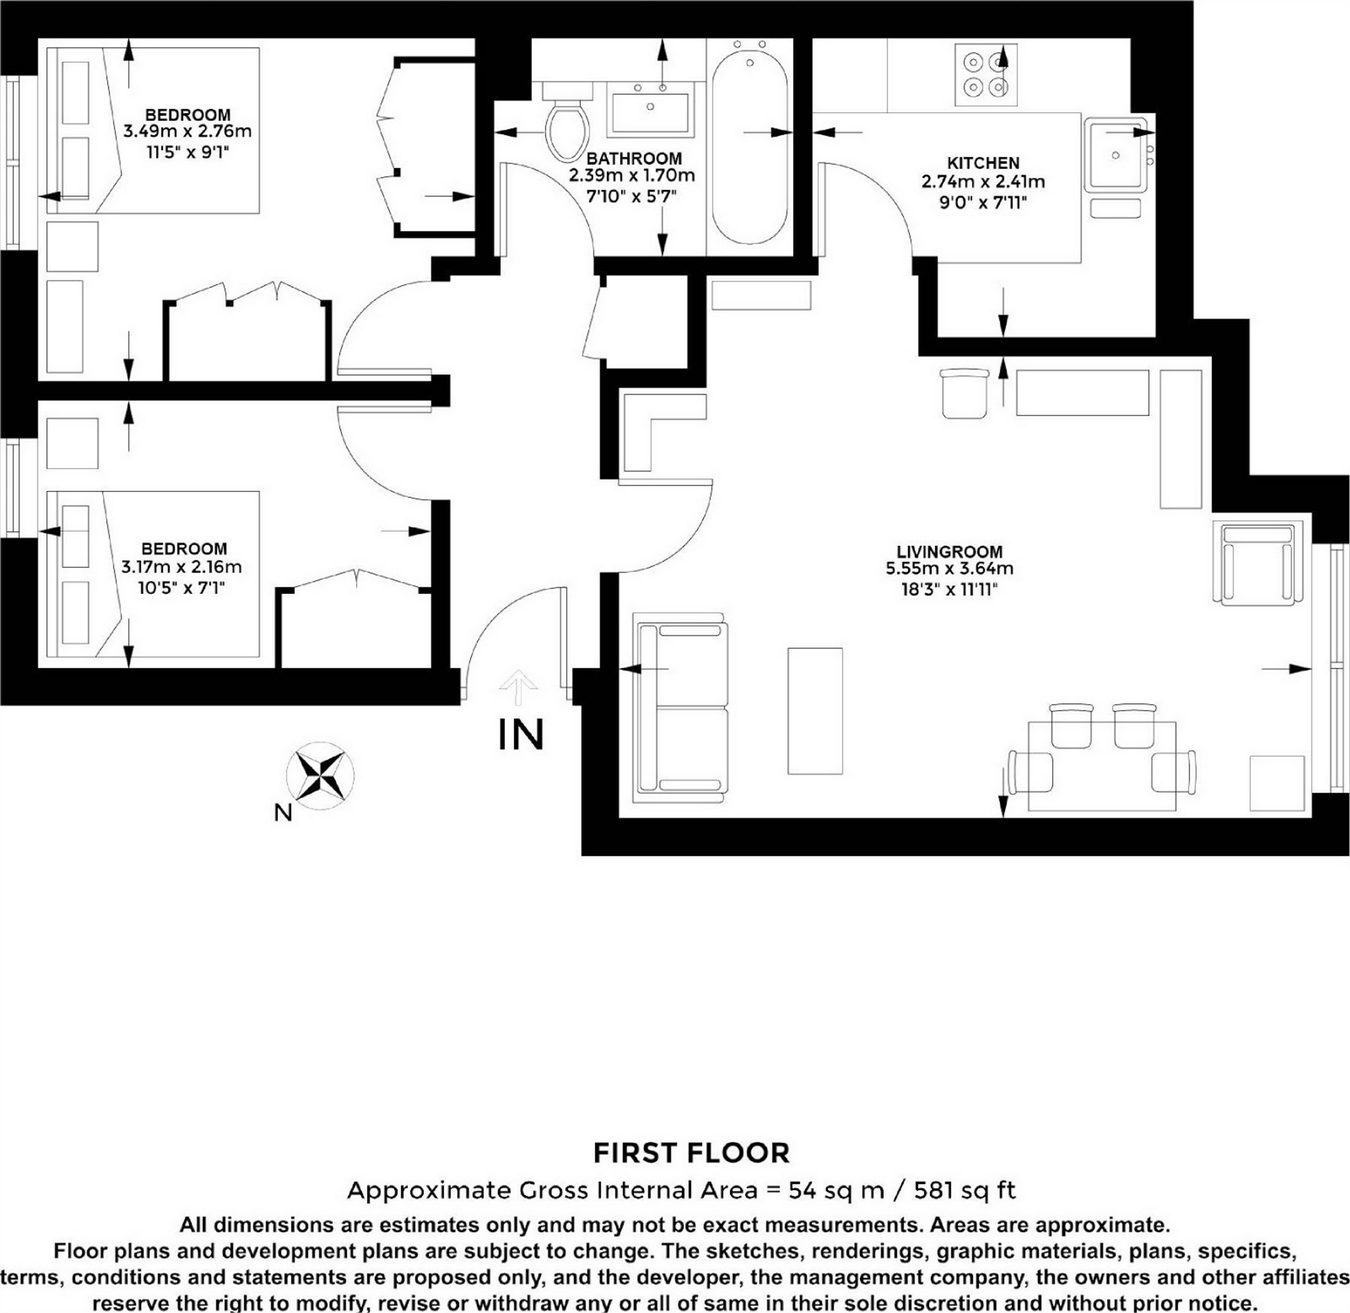 BEDROOM
3.49m x 2.76m
11'5" x 9'1"
BATHROOM
2.39m x 1.70m
7'10" x 5'7"
KITCHEN
2.74m x 2.41m
9'0" x 7'11"
BEDROOM
3.17m x 2.16m
10'5" x 7'1"
LIVINGROOM
5.55m x 3.64m
18'3" x 11'11"
IN
N
FIRST FLOOR
Approximate Gross Internal Area = 54 sq m / 581 sq ft
All dimensions are estimates only and may not be exact measurements. Areas are approximate.
Floor plans and development plans are subject to change. The sketches, renderings, graphic materials, plans, specifics,
terms, conditions and statements are proposed only, and the developer, the management company, the owners and other affiliates
reserve the right to modify, revise or withdraw any or all of same in their sole discretion and without prior notice.